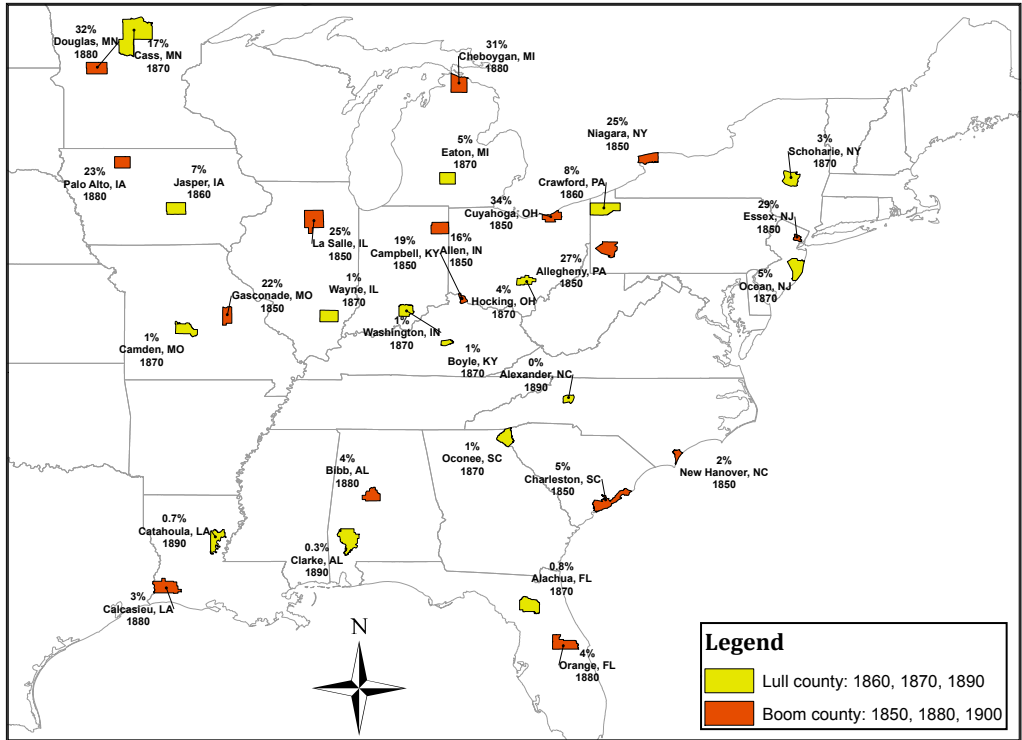 32%
Douglas, MN
1880
17%
Cass, MN
1870
31%
Cheboygan, MI
1880
25%
Niagara, NY
1850
3%
Schoharie, NY
1870
5%
Eaton, MI
1870
8%
Crawford, PA
1860
23%
Palo Alto, IA
1880
7%
Jasper, IA
1860
34%
Cuyahoga, OH
1850
29%
Essex, NJ
1860
25%
La Salle, IL
1850
19%
Campbell, KY
1850
16%
Allen, IN
1850
27%
Allegheny, PA
1850
5%
Ocean, NJ
1870
22%
Gasconade, MO
1850
1%
Wayne, IL
1870
4%
Hocking, OH
1870
1%
Camden, MO
1870
1%
Washington, IN
1870
1%
Boyle, KY
1870
0%
Alexander, NC
1890
1%
Oconee, SC
1870
4%
Bibb, AL
1880
5%
Charleston, SC
1850
2%
New Hanover, NC
1850
0.7%
Catahoula, LA
1890
0.3%
Clarke, AL
1890
0.8%
Alachua, FL
1870
3%
Calcasieu, LA
1880
4%
Orange, FL
1880
N
Legend
Lull county: 1860, 1870, 1890
Boom county: 1850, 1880, 1900